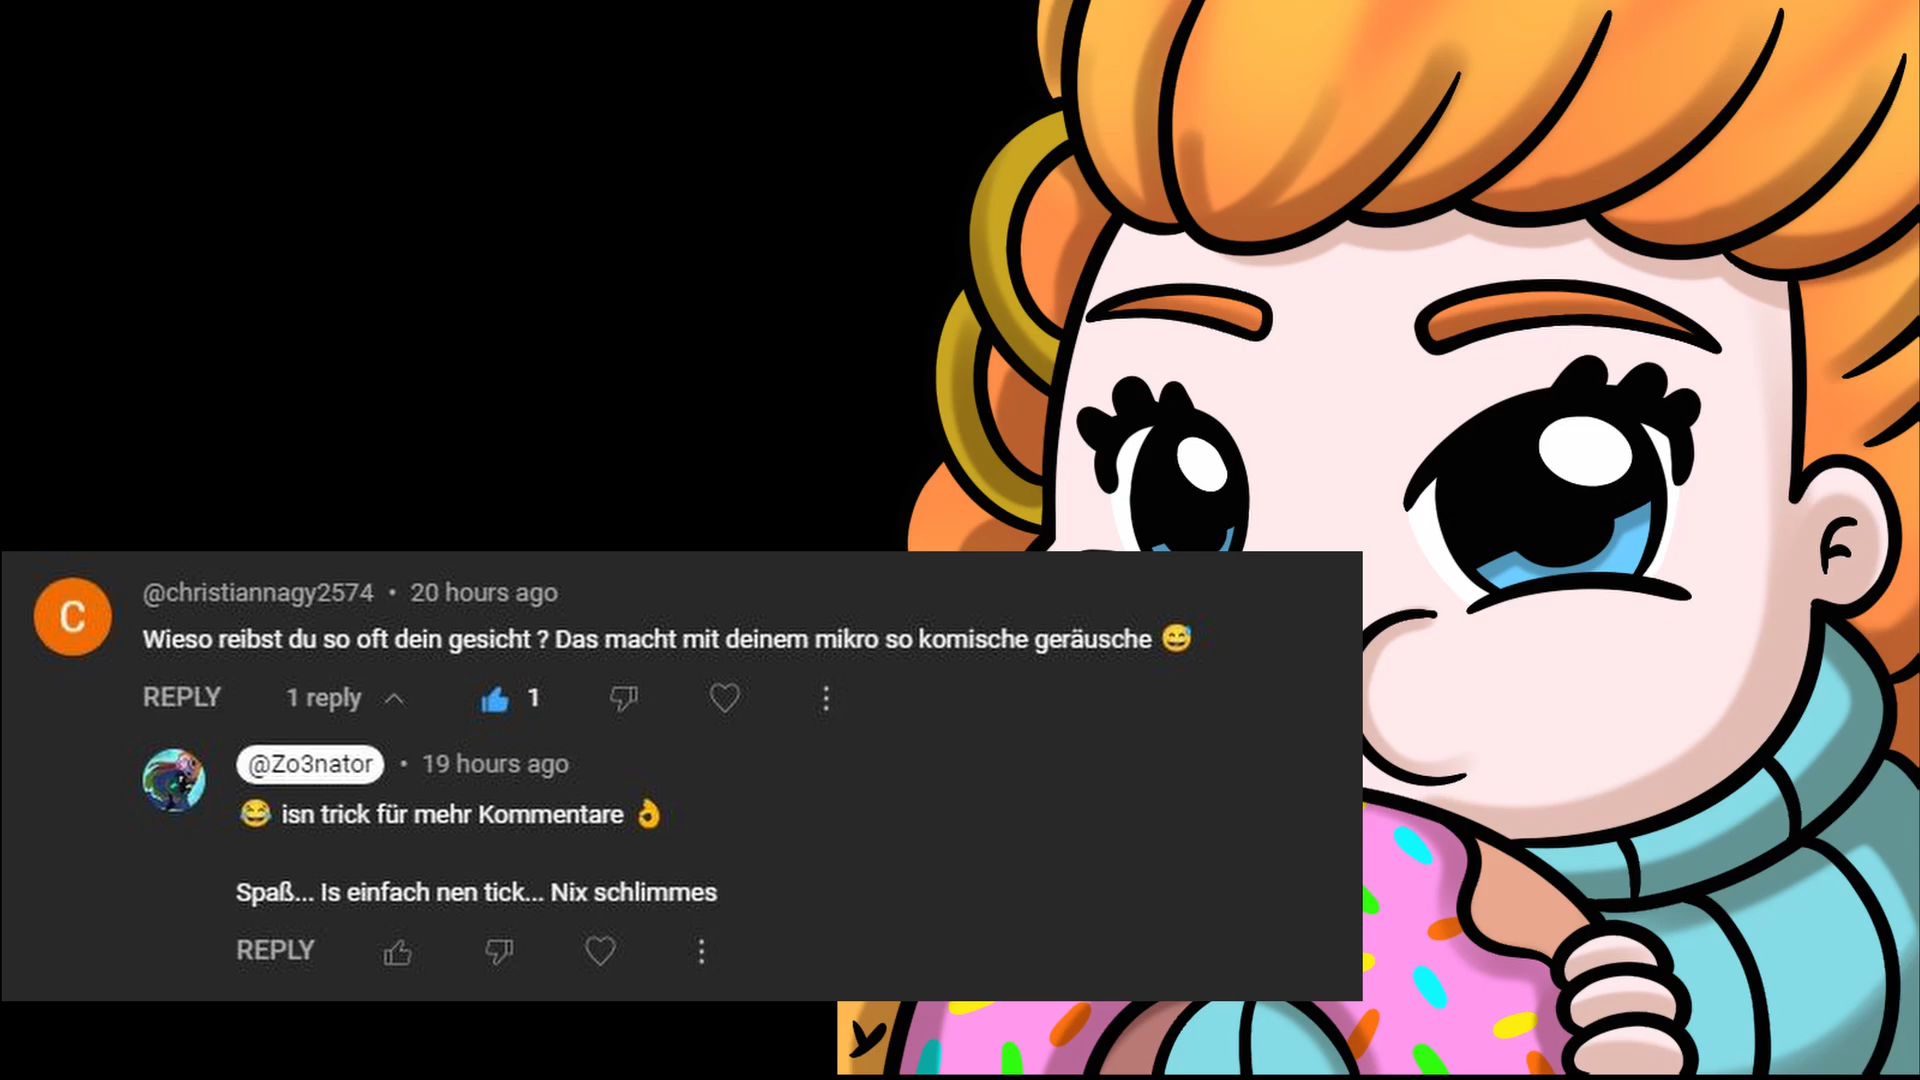 C
@christiannagy2574 • 20 hours ago
Wieso reibst du so oft dein gesicht ? Das macht mit deinem mikro so komische geräusche 😅
REPLY 1 reply 1
@Zo3nator • 19 hours ago
😂 isn trick für mehr Kommentare 👌
Spaß... Is einfach nen tick... Nix schlimmes
REPLY